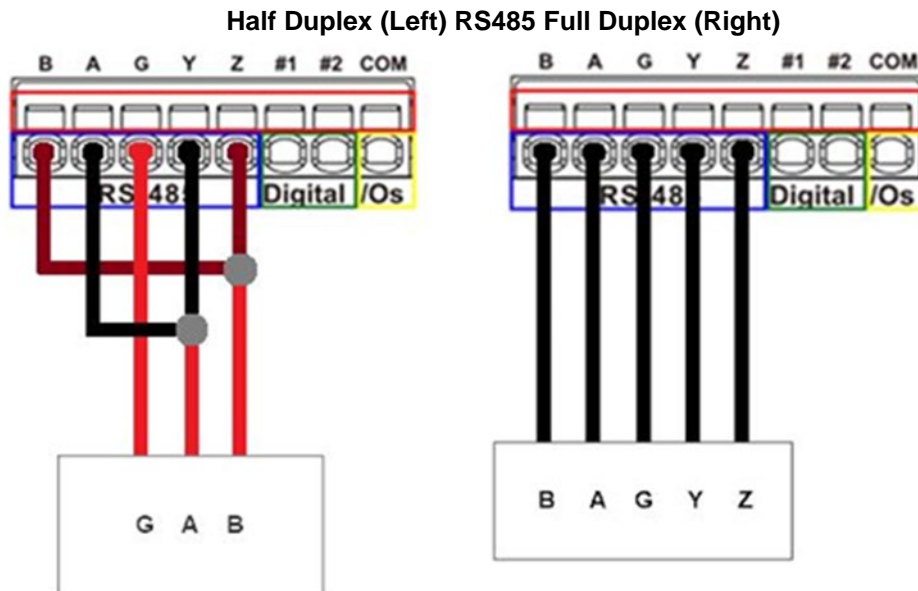 Half Duplex (Left) RS485 Full Duplex (Right)
B A G Y Z #1 #2 COM
RS 485 Digital /Os
G A B
B A G Y Z #1 #2 COM
RS 48 Digital /Os
B A G Y Z